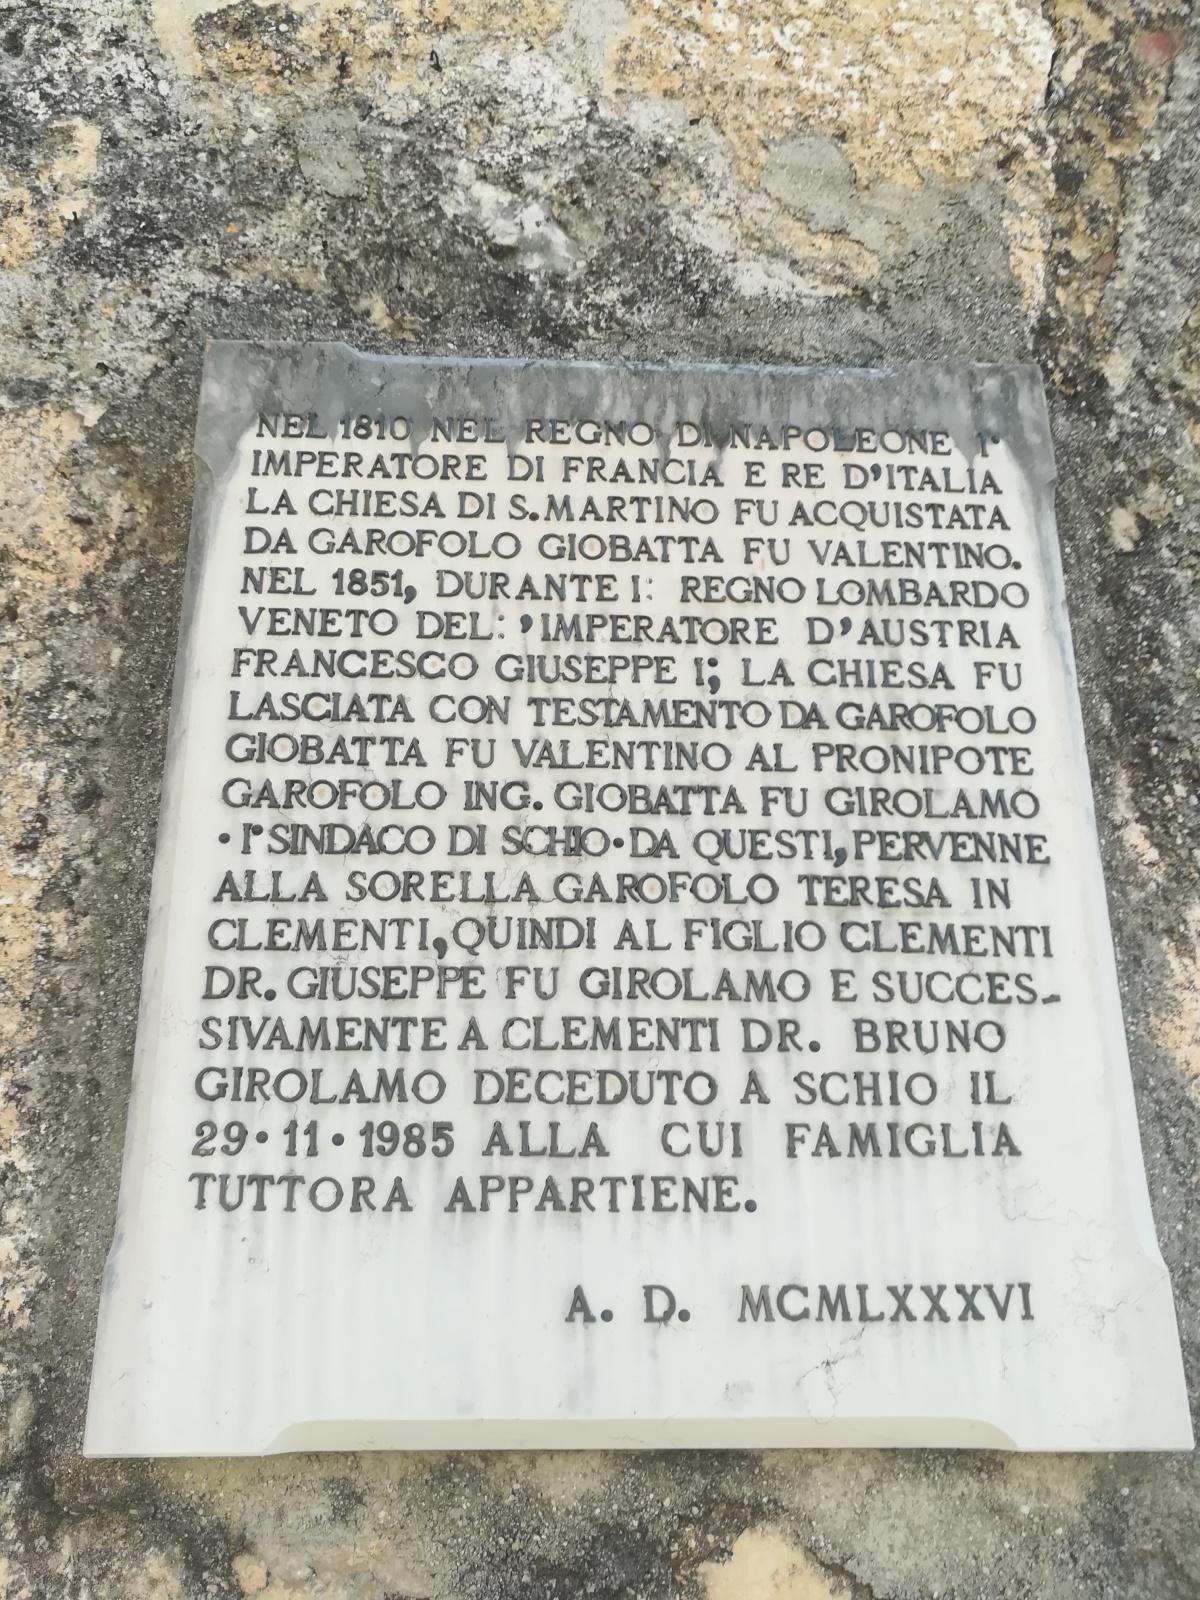 NEL 1810 NEL REGNO DI NAPOLEONE I°
IMPERATORE DI FRANCIA E RE D'ITALIA
LA CHIESA DI S. MARTINO FU ACQUISTATA
DA GAROFOLO GIOBATTA FU VALENTINO.
NEL 1851, DURANTE I: REGNO LOMBARDO
VENETO DEL: 'IMPERATORE D'AUSTRIA
FRANCESCO GIUSEPPE I; LA CHIESA FU
LASCIATA CON TESTAMENTO DA GAROFOLO
GIOBATTA FU VALENTINO AL PRONIPOTE
GAROFOLO ING. GIOBATTA FU GIROLAMO
• I° SINDACO DI SCHIO • DA QUESTI, PERVENNE
ALLA SORELLA GAROFOLO TERESA IN
CLEMENTI, QUINDI AL FIGLIO CLEMENTI
DR. GIUSEPPE FU GIROLAMO E SUCCES-
SIVAMENTE A CLEMENTI DR. BRUNO
GIROLAMO DECEDUTO A SCHIO IL
29 • 11 • 1985 ALLA CUI FAMIGLIA
TUTTORA APPARTIENE.
A. D. MCMLXXXVI